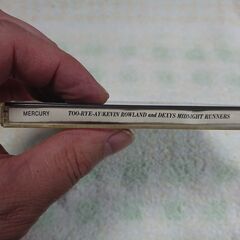 MERCURY TOO-RYE-AY/KEVIN ROWLAND and DEXYS MIDNIGHT RUNNERS